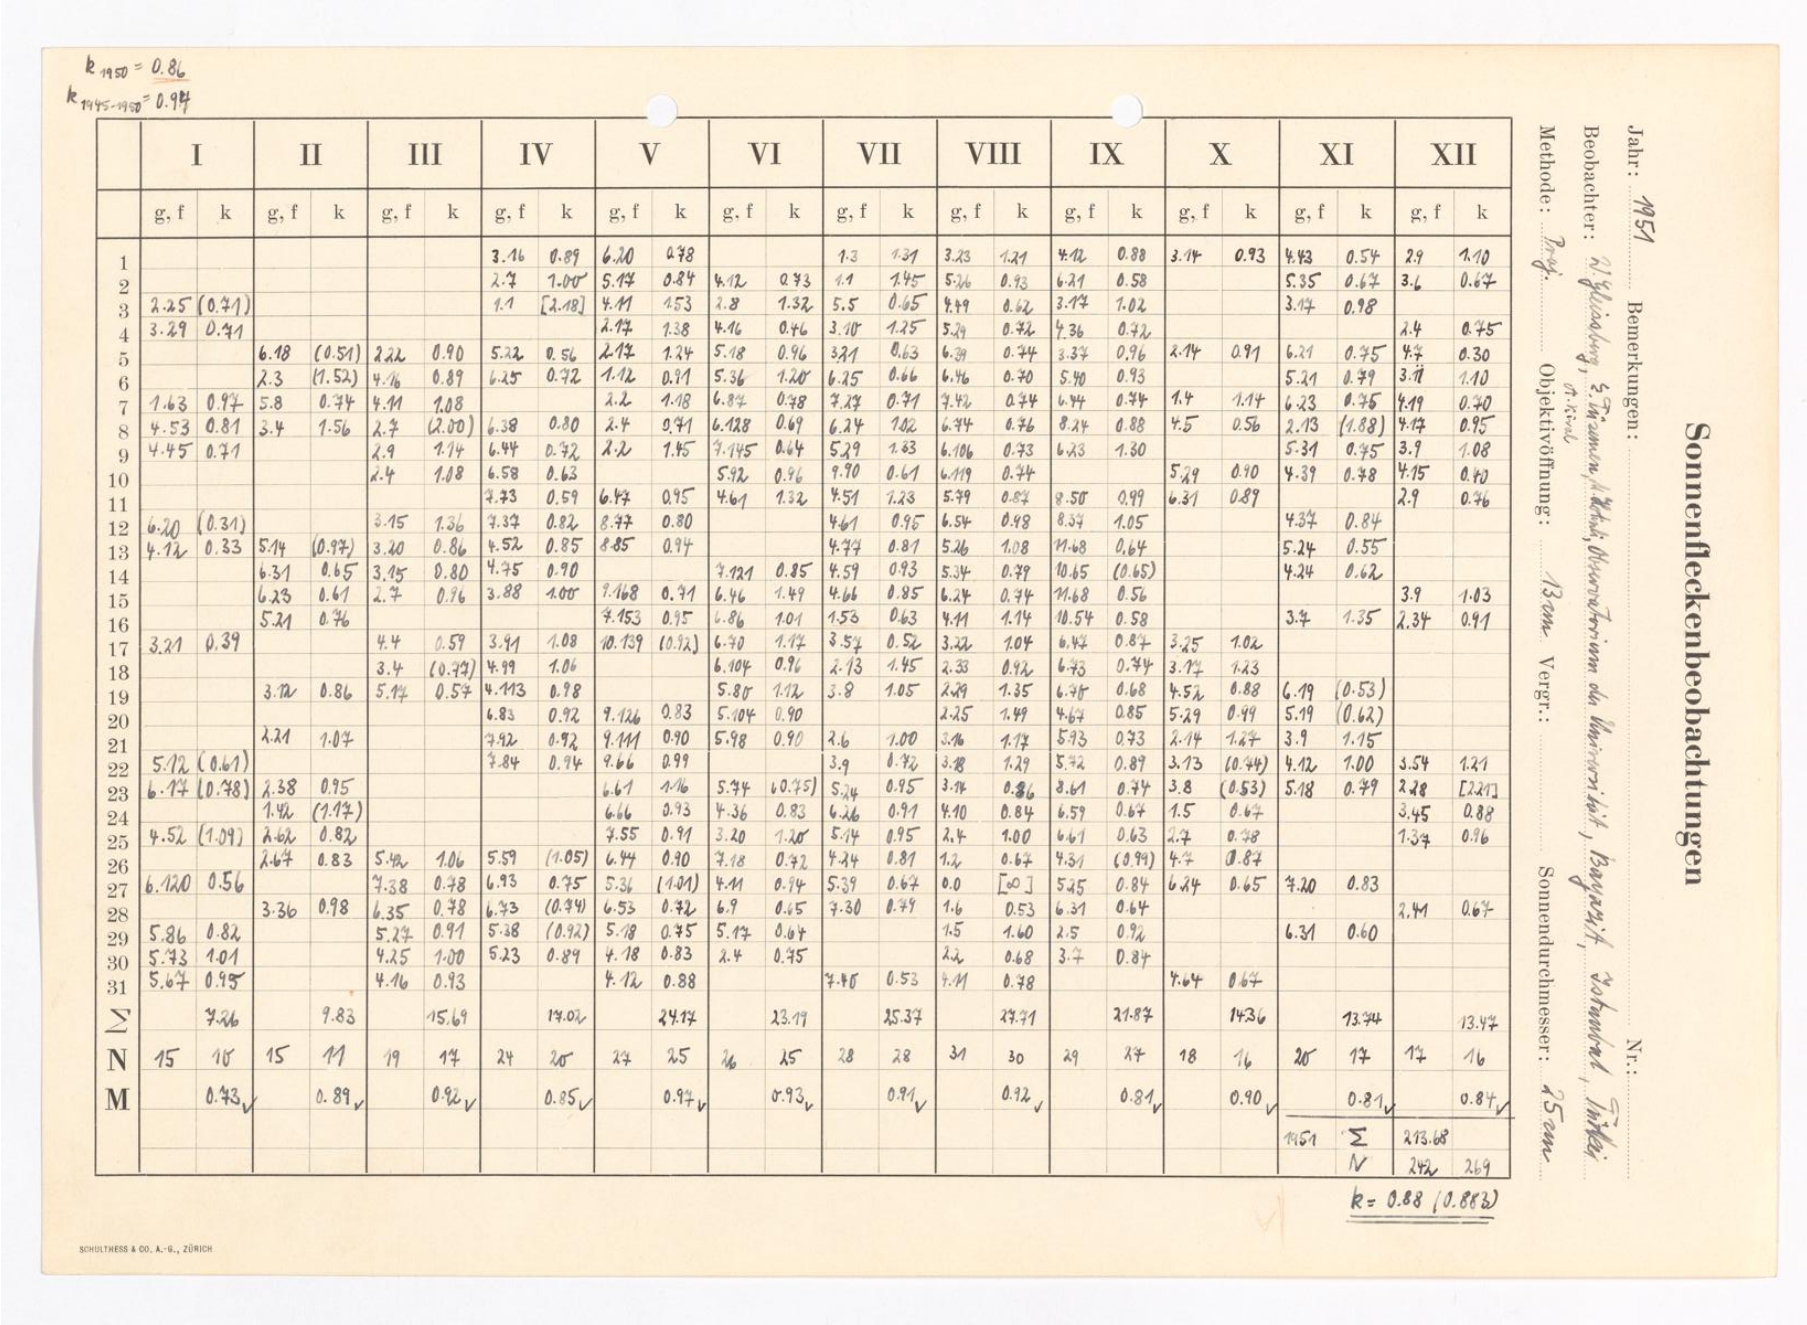 k 1950 = 0.86
k 1945-1950 = 0.94
I II III IV V VI VII VIII IX X XI XII
g, f k g, f k g, f k g, f k g, f k g, f k g, f k g, f k g, f k g, f k g, f k g, f k
1 3.16 0.89 6.20 0.78 1.3 1.31 3.23 1.21 4.12 0.88 3.14 0.93 4.43 0.54 2.9 1.10
2 2.7 1.00 5.17 0.84 4.12 0.73 1.1 1.45 5.26 0.93 6.21 0.58 5.35 0.67 3.6 0.67
3 2.25 (0.71) 1.1 [2.18] 4.11 1.53 2.8 1.32 5.5 0.65 4.49 0.62 3.17 1.02 3.17 0.98
4 3.29 0.71 2.17 1.38 4.16 0.46 3.10 1.25 5.29 0.72 4.36 0.72 2.4 0.75
5 6.18 (0.51) 2.22 0.90 5.22 0.56 2.17 1.24 5.18 0.96 3.21 0.63 6.39 0.74 3.37 0.96 2.14 0.91 6.21 0.75 4.7 0.30
6 2.3 (1.52) 4.16 0.89 6.25 0.72 1.12 0.91 5.36 1.20 6.25 0.66 6.46 0.70 5.40 0.93 5.21 0.79 3.11 1.10
7 1.63 0.97 5.8 0.74 4.11 1.08 2.2 1.18 6.87 0.78 7.27 0.71 7.42 0.74 6.44 0.74 1.4 1.14 6.23 0.75 4.19 0.70
8 4.53 0.81 3.4 1.56 2.7 (2.00) 6.38 0.80 2.4 0.71 6.128 0.69 6.24 1.02 6.74 0.76 8.24 0.88 4.5 0.56 2.13 (1.88) 4.17 0.95
9 4.45 0.71 2.9 1.14 6.44 0.72 2.2 1.45 7.145 0.64 5.29 1.33 6.106 0.73 6.23 1.30 5.31 0.75 3.9 1.08
10 2.4 1.08 6.58 0.63 5.92 0.96 9.90 0.61 6.119 0.74 5.29 0.90 4.39 0.78 4.15 0.40
11 7.73 0.59 6.47 0.95 4.61 1.32 4.51 1.23 5.79 0.87 8.50 0.99 6.31 0.89 2.9 0.76
12 6.20 (0.31) 3.15 1.36 7.37 0.82 8.77 0.80 4.61 0.95 6.54 0.98 8.37 1.05 4.37 0.84
13 4.12 0.33 5.14 (0.97) 3.20 0.86 4.52 0.85 8.85 0.94 4.77 0.81 5.26 1.08 11.68 0.64 5.24 0.55
14 6.31 0.65 3.15 0.80 4.75 0.90 7.121 0.85 4.59 0.93 5.34 0.79 10.65 (0.65) 4.24 0.62
15 6.23 0.61 2.7 0.96 3.88 1.00 9.168 0.71 6.46 1.49 4.66 0.85 6.24 0.74 11.68 0.56 3.9 1.03
16 5.21 0.76 7.153 0.95 6.86 1.01 1.53 0.63 4.11 1.14 10.54 0.58 3.7 1.35 2.34 0.91
17 3.21 0.39 4.4 0.59 3.91 1.08 10.139 (0.92) 6.70 1.17 3.57 0.52 3.22 1.04 6.47 0.87 3.25 1.02
18 3.4 (0.77) 4.99 1.06 6.104 0.96 2.13 1.45 2.33 0.92 6.73 0.74 3.17 1.23
19 3.12 0.86 5.17 0.57 4.113 0.98 5.80 1.12 3.8 1.05 2.29 1.35 6.78 0.68 4.52 0.88 6.19 (0.53)
20 6.83 0.92 9.126 0.83 5.104 0.90 2.25 1.49 4.67 0.85 5.29 0.99 5.19 (0.62)
21 2.21 1.07 7.92 0.92 9.111 0.90 5.98 0.90 2.6 1.00 3.16 1.17 5.93 0.73 2.14 1.27 3.9 1.15
22 5.12 (0.61) 7.84 0.94 9.66 0.99 3.9 0.72 3.18 1.29 5.72 0.89 3.13 (0.74) 4.12 1.00 3.54 1.21
23 6.17 (0.78) 2.38 0.95 6.61 1.16 5.74 (0.75) 5.24 0.95 3.14 0.86 8.61 0.74 3.8 (0.53) 5.18 0.79 2.28 [2.21]
24 1.42 (1.17) 6.66 0.93 4.36 0.83 6.26 0.91 4.10 0.84 6.59 0.67 1.5 0.67 3.45 0.88
25 4.52 (1.09) 2.62 0.82 7.55 0.91 3.20 1.20 5.14 0.95 2.4 1.00 6.61 0.63 2.7 0.78 1.37 0.96
26 2.67 0.83 5.42 1.06 5.59 (1.05) 6.44 0.90 7.18 0.72 4.24 0.81 1.2 0.67 4.31 (0.99) 4.7 0.87
27 6.120 0.56 7.38 0.78 6.93 0.75 5.36 (1.01) 4.11 0.94 5.39 0.67 0.0 [∞] 5.25 0.84 6.24 0.65 7.20 0.83
28 3.36 0.98 6.35 0.78 6.73 (0.74) 6.53 0.72 6.9 0.65 7.30 0.79 1.6 0.53 6.31 0.64 2.41 0.67
29 5.86 0.82 5.27 0.91 5.38 (0.92) 5.18 0.75 5.17 0.64 1.5 1.60 2.5 0.92 6.31 0.60
30 5.73 1.01 4.25 1.00 5.23 0.89 4.18 0.83 2.4 0.75 2.2 0.68 3.7 0.84
31 5.67 0.95 4.16 0.93 4.12 0.88 7.40 0.53 4.11 0.78 4.64 0.67
Σ 7.26 9.83 15.69 17.02 24.17 23.19 25.37 27.71 21.87 14.36 13.74 13.47
N 15 10 15 11 19 17 24 20 27 25 26 25 28 28 31 30 29 27 18 16 20 17 17 16
M 0.73 0.89 0.92 0.85 0.97 0.93 0.91 0.92 0.81 0.90 0.81 0.84
1951 Σ 213.68
N 242 269
k = 0.88 (0.883)
SCHULTHESS & CO. A.-G., ZÜRICH
Sonnenfleckenbeobachtungen
Jahr: 1951 Bemerkungen: Nr.:
Beobachter: W. Gleissberg, Observatorium der Universität, Bayazit, Istanbul, Türkei
A. Kıral
Methode: Proj. Objektivöffnung: 13 cm Vergr.: Sonnendurchmesser: 25 cm